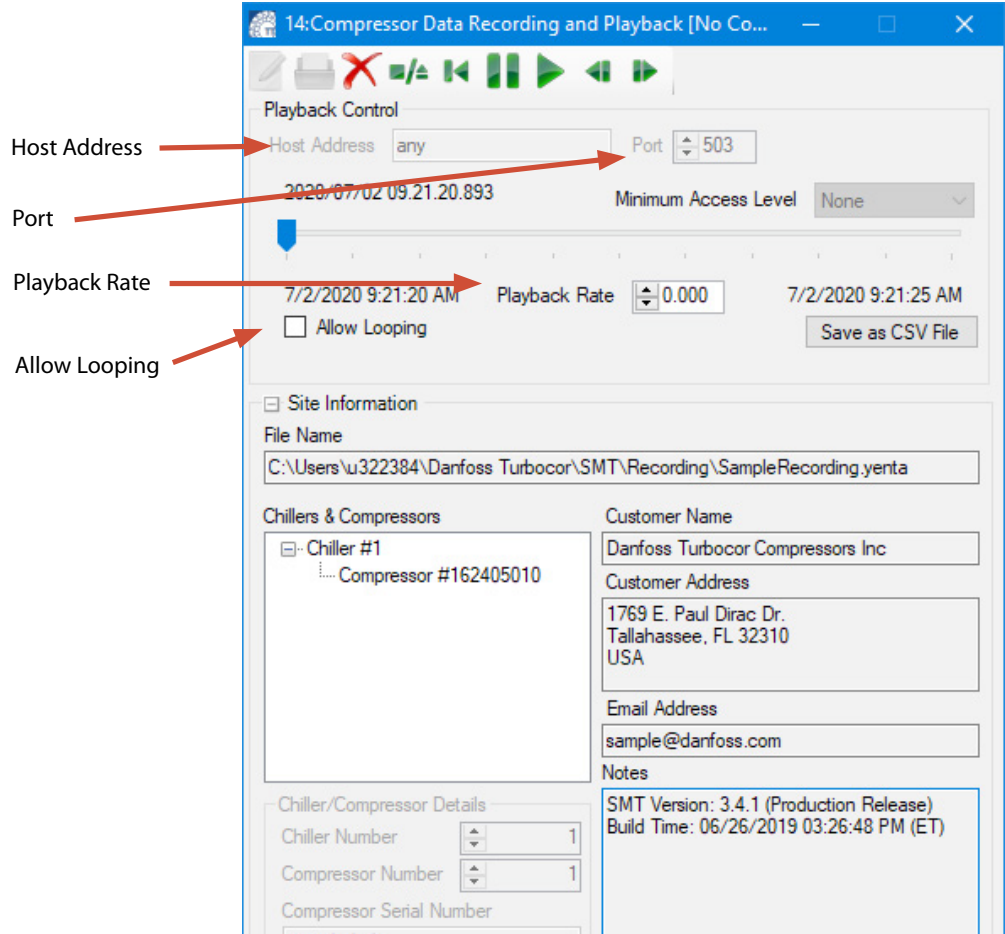 14:Compressor Data Recording and Playback [No Co...
Playback Control
Host Address
Host Address any Port 503
2020/07/02 09.21.20.893
Port
Minimum Access Level None
Playback Rate
7/2/2020 9:21:20 AM Playback Rate 0.000 7/2/2020 9:21:25 AM
Allow Looping
Allow Looping Save as CSV File
Site Information
File Name
C:\Users\u322384\Danfoss Turbocor\SMT\Recording\SampleRecording.yenta
Chillers & Compressors
Chiller #1
Compressor #162405010
Customer Name
Danfoss Turbocor Compressors Inc
Customer Address
1769 E. Paul Dirac Dr.
Tallahassee, FL 32310
USA
Email Address
sample@danfoss.com
Notes
SMT Version: 3.4.1 (Production Release)
Build Time: 06/26/2019 03:26:48 PM (ET)
Chiller/Compressor Details
Chiller Number 1
Compressor Number 1
Compressor Serial Number